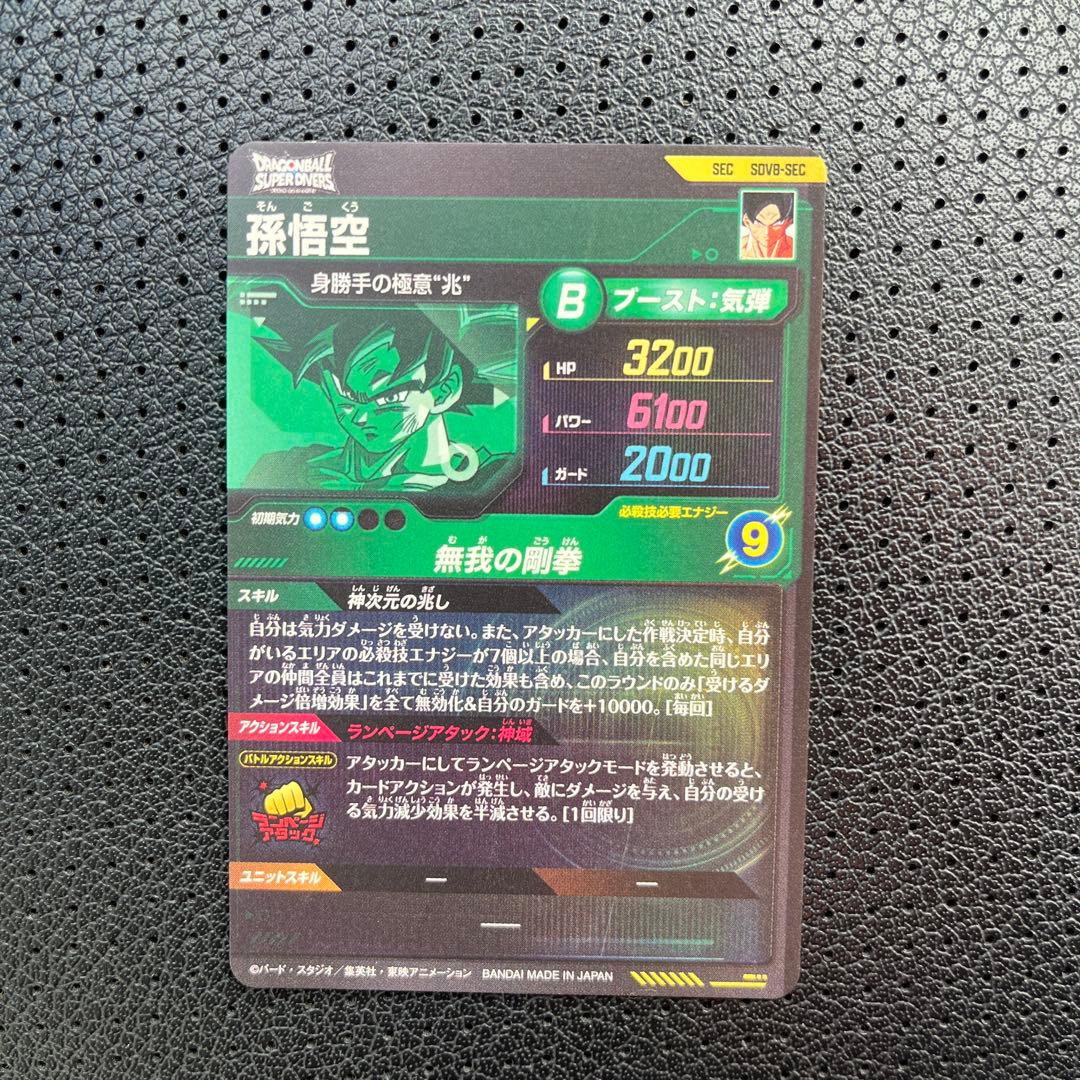 DRAGONBALL
SUPER DIVERS
SEC SDV8-SEC
そん ご くう
孫悟空
身勝手の極意“兆”
B ブースト:気弾
HP 3200
パワー 6100
ガード 2000
初期気力
必殺技必要エナジー
9
む が ごう けん
無我の剛拳
スキル 神次元の兆し
自分は気力ダメージを受けない。また、アタッカーにした作戦決定時、自分
がいるエリアの必殺技エナジーが7個以上の場合、自分を含めた同じエリ
アの仲間全員はこれまでに受けた効果も含め、このラウンドのみ「受けるダ
メージ倍増効果」を全て無効化&自分のガードを+10000。[毎回]
アクションスキル ランページアタック:神域
バトルアクションスキル
ランページ
アタック
アタッカーにしてランページアタックモードを発動させると、
カードアクションが発生し、敵にダメージを与え、自分の受け
る気力減少効果を半減させる。[1回限り]
ユニットスキル ー ー
ー
©バード・スタジオ/集英社・東映アニメーション BANDAI MADE IN JAPAN